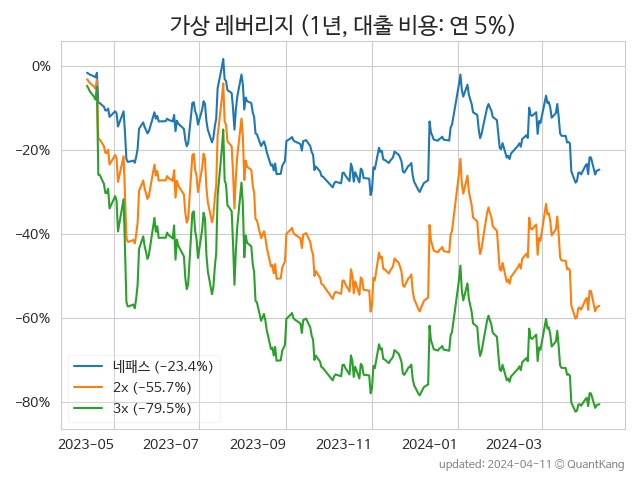 가상 레버리지 (1년, 대출 비용: 연 5%)
0%
−20%
−40%
−60%
−80%
네패스 (−23.4%)
2x (−55.7%)
3x (−79.5%)
2023-05 2023-07 2023-09 2023-11 2024-01 2024-03
updated: 2024-04-11 © QuantKang